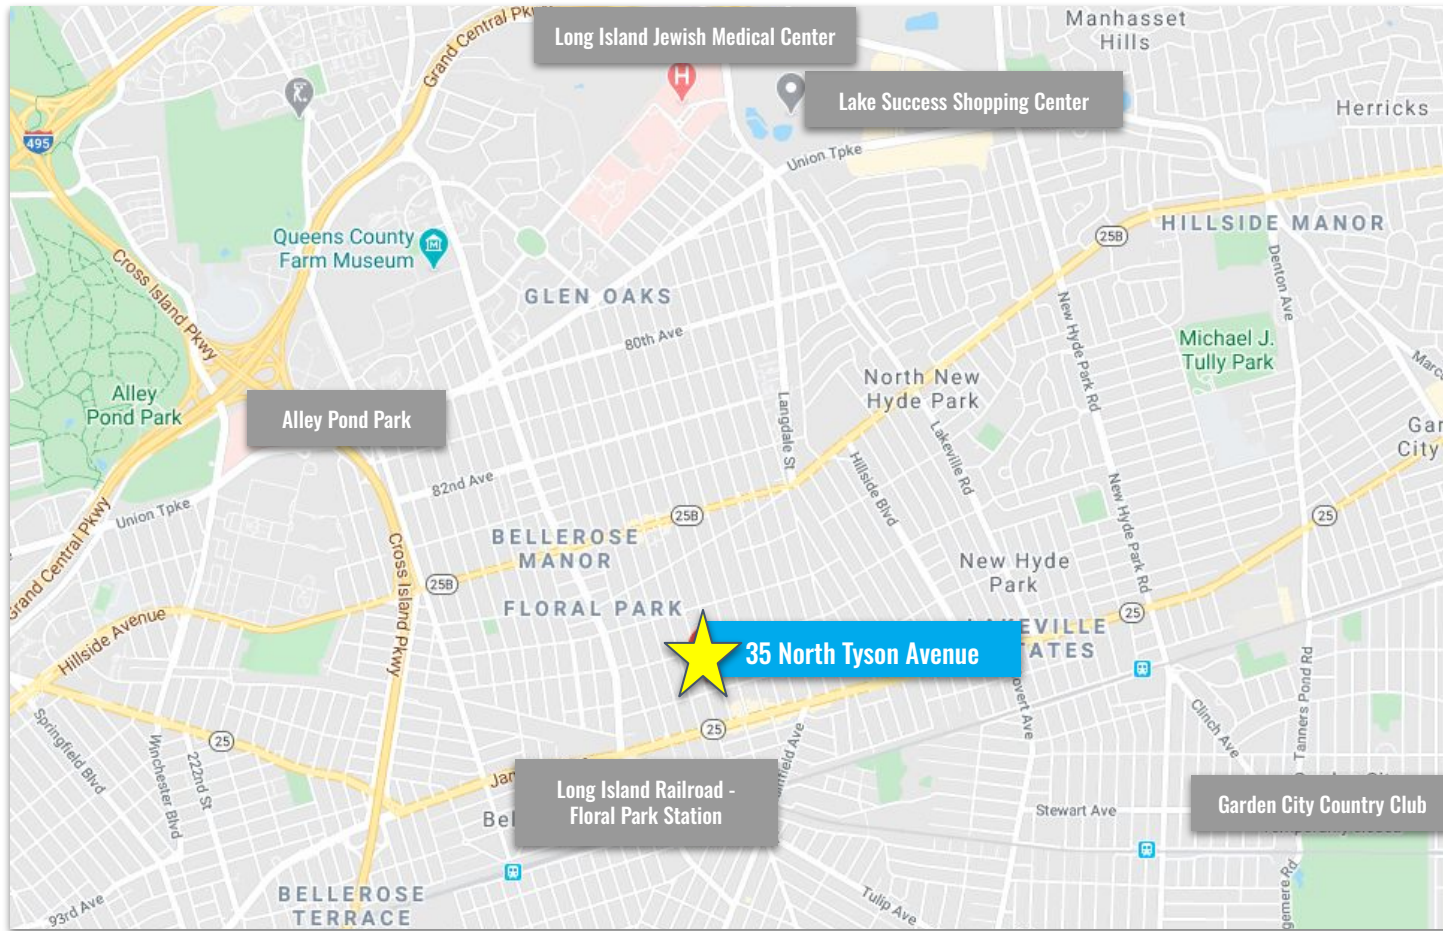 Grand Central Pkwy
Long Island Jewish Medical Center
Manhasset
Hills
H
Lake Success Shopping Center
Herricks
495
Union Tpke
25B
HILLSIDE MANOR
Queens County
Farm Museum
M
Cross Island Pkwy
GLEN OAKS
Denton Ave
New Hyde Park Rd
80th Ave
Michael J.
Tully Park
Alley
Pond Park
Alley Pond Park
North New
Hyde Park
Langdale St
Lakeville Rd
82nd Ave
Hillside Blvd
New Hyde Park Rd
Union Tpke
Grand Central Pkwy
25B
25
BELLEROSE
MANOR
Cross Island Pkwy
New Hyde
Park
25B
FLORAL PARK
25
Hillside Avenue
35 North Tyson Avenue
Tanners Pond Rd
Springfield Blvd
Winchester Blvd
222nd St
25
25
Clinch Ave
Long Island Railroad -
Floral Park Station
Stewart Ave
Garden City Country Club
BELLEROSE
TERRACE
93rd Ave
Tulip Ave